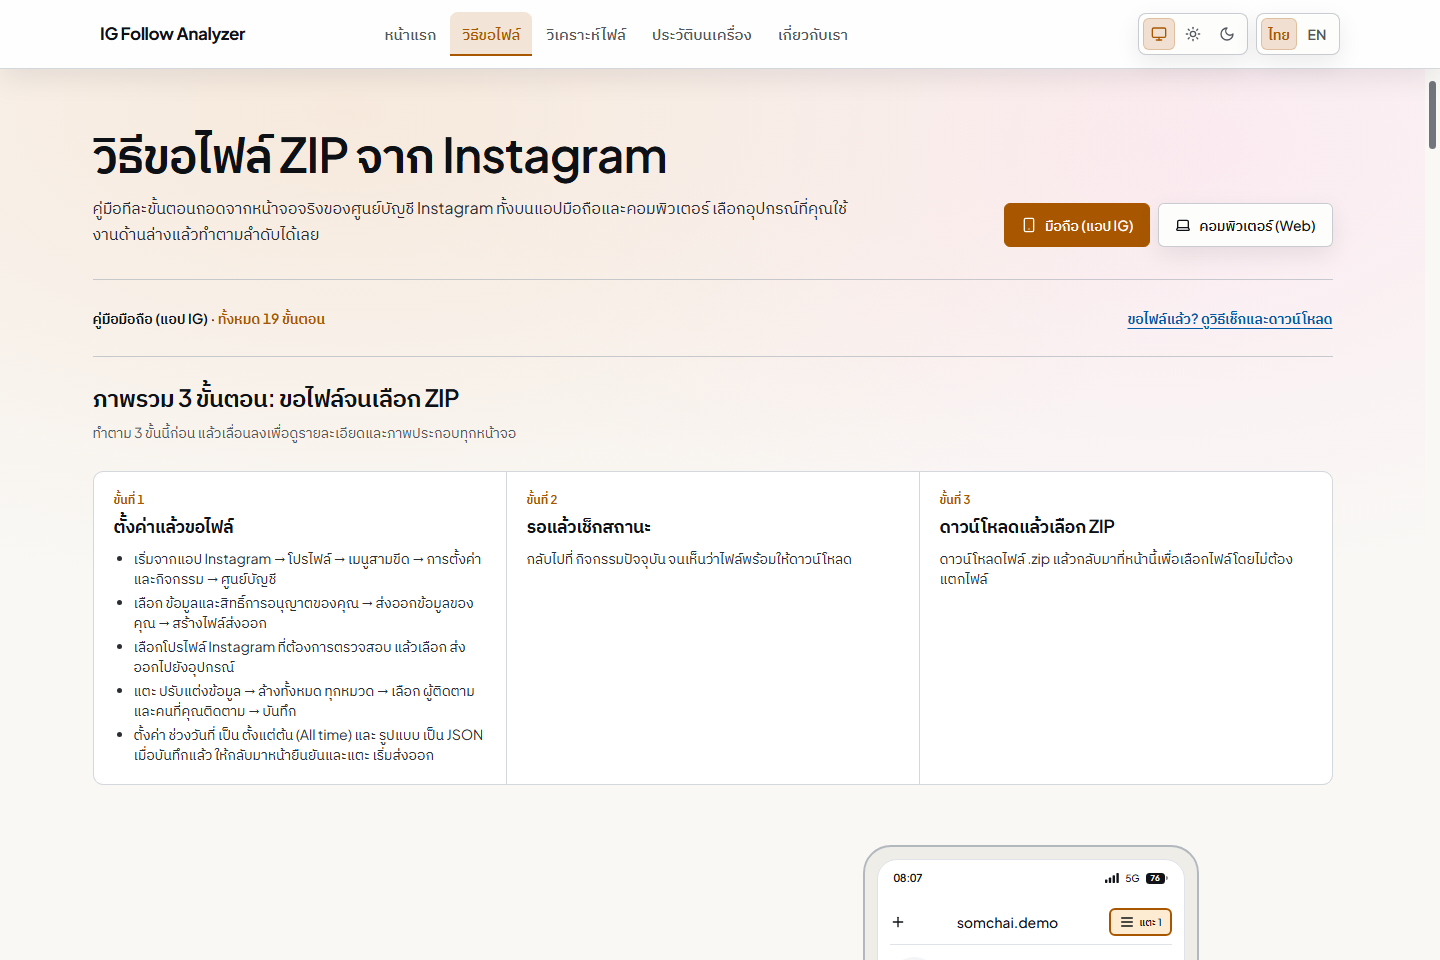 IG Follow Analyzer
หน้าแรก
วิธีขอไฟล์
วิเคราะห์ไฟล์
ประวัติบนเครื่อง
เกี่ยวกับเรา
ไทย
EN
วิธีขอไฟล์ ZIP จาก Instagram
คู่มือทีละขั้นตอนถอดจากหน้าจอจริงของศูนย์บัญชี Instagram ทั้งบนแอปมือถือและคอมพิวเตอร์ เลือกอุปกรณ์ที่คุณใช้
งานด้านล่างแล้วทำตามลำดับได้เลย
มือถือ (แอป IG)
คอมพิวเตอร์ (Web)
คู่มือมือถือ (แอป IG) · ทั้งหมด 19 ขั้นตอน
ขอไฟล์แล้ว? ดูวิธีเช็กและดาวน์โหลด
ภาพรวม 3 ขั้นตอน: ขอไฟล์จนเลือก ZIP
ทำตาม 3 ขั้นนี้ก่อน แล้วเลื่อนลงเพื่อดูรายละเอียดและภาพประกอบทุกหน้าจอ
ขั้นที่ 1
ตั้งค่าแล้วขอไฟล์
• เริ่มจากแอป Instagram → โปรไฟล์ → เมนูสามขีด → การตั้งค่า
และกิจกรรม → ศูนย์บัญชี
• เลือก ข้อมูลและสิทธิ์การอนุญาตของคุณ → ส่งออกข้อมูลของ
คุณ → สร้างไฟล์ส่งออก
• เลือกโปรไฟล์ Instagram ที่ต้องการตรวจสอบ แล้วเลือก ส่ง
ออกไปยังอุปกรณ์
• แตะ ปรับแต่งข้อมูล → ล้างทั้งหมด ทุกหมวด → เลือก ผู้ติดตาม
และคนที่คุณติดตาม → บันทึก
• ตั้งค่า ช่วงวันที่ เป็น ตั้งแต่ต้น (All time) และ รูปแบบ เป็น JSON
เมื่อบันทึกแล้ว ให้กลับมาหน้ายืนยันและแตะ เริ่มส่งออก
ขั้นที่ 2
รอแล้วเช็กสถานะ
กลับไปที่ กิจกรรมปัจจุบัน จนเห็นว่าไฟล์พร้อมให้ดาวน์โหลด
ขั้นที่ 3
ดาวน์โหลดแล้วเลือก ZIP
ดาวน์โหลดไฟล์ .zip แล้วกลับมาที่หน้านี้เพื่อเลือกไฟล์โดยไม่ต้อง
แตกไฟล์
08:07
5G
76
+
somchai.demo
แตะ 1